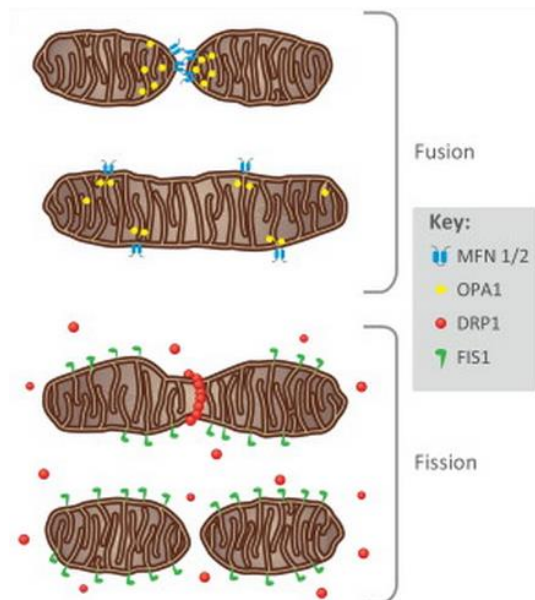 Fusion
Key:
MFN 1/2
OPA1
DRP1
FIS1
Fission